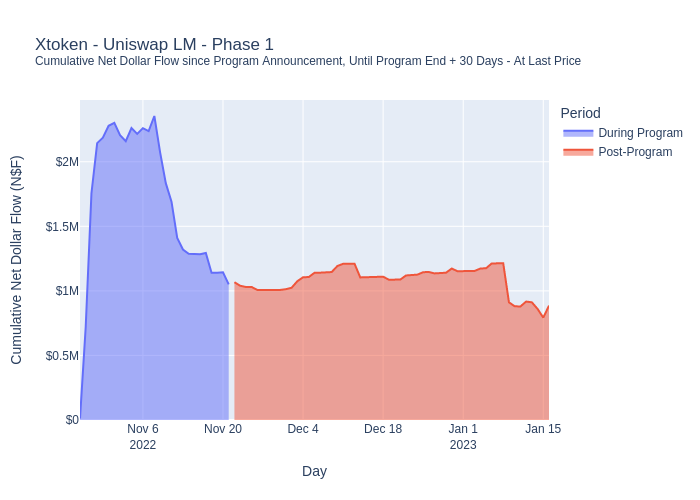 Xtoken - Uniswap LM - Phase 1
Cumulative Net Dollar Flow since Program Announcement, Until Program End + 30 Days - At Last Price
Period
During Program
Post-Program
Cumulative Net Dollar Flow (N$F)
$2M
$1.5M
$1M
$0.5M
$0
Nov 6
2022
Nov 20
Dec 4
Dec 18
Jan 1
2023
Jan 15
Day